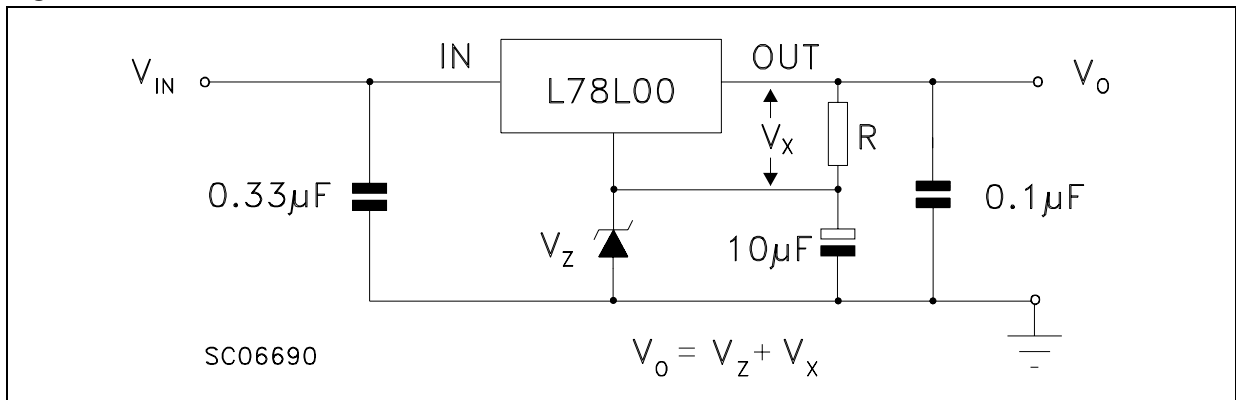 V_IN
IN
L78L00
OUT
V_O
V_X
R
0.33µF
V_Z
10µF
0.1µF
SC06690
V_O = V_Z + V_X